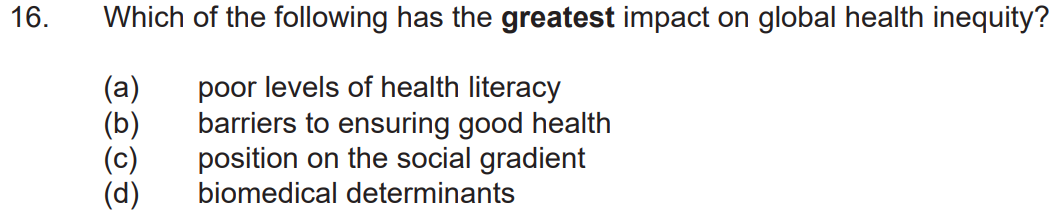 16. Which of the following has the greatest impact on global health inequity?
(a) poor levels of health literacy
(b) barriers to ensuring good health
(c) position on the social gradient
(d) biomedical determinants